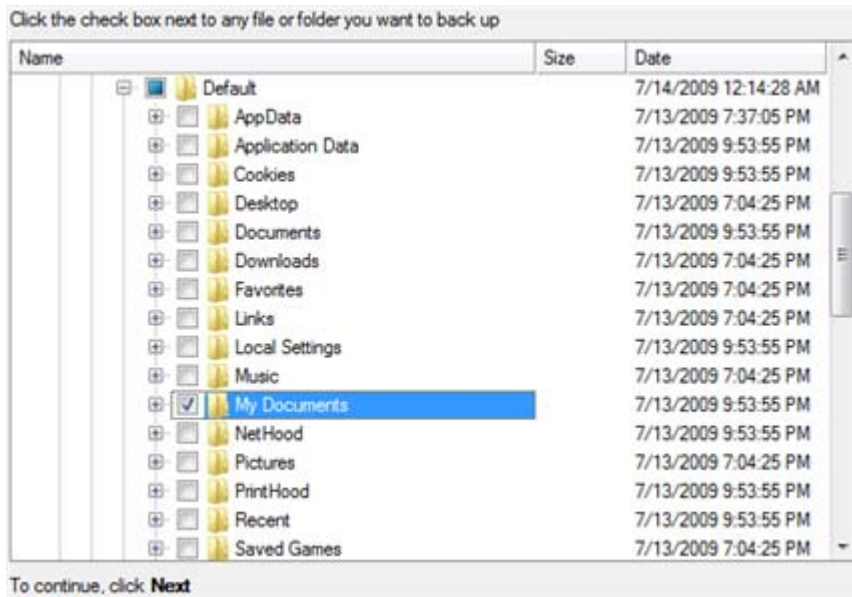 Click the check box next to any file or folder you want to back up
Name Size Date
Default 7/14/2009 12:14:28 AM
AppData 7/13/2009 7:37:05 PM
Application Data 7/13/2009 9:53:55 PM
Cookies 7/13/2009 9:53:55 PM
Desktop 7/13/2009 7:04:25 PM
Documents 7/13/2009 9:53:55 PM
Downloads 7/13/2009 7:04:25 PM
Favorites 7/13/2009 7:04:25 PM
Links 7/13/2009 7:04:25 PM
Local Settings 7/13/2009 9:53:55 PM
Music 7/13/2009 7:04:25 PM
My Documents 7/13/2009 9:53:55 PM
NetHood 7/13/2009 9:53:55 PM
Pictures 7/13/2009 7:04:25 PM
PrintHood 7/13/2009 9:53:55 PM
Recent 7/13/2009 9:53:55 PM
Saved Games 7/13/2009 7:04:25 PM
To continue, click Next